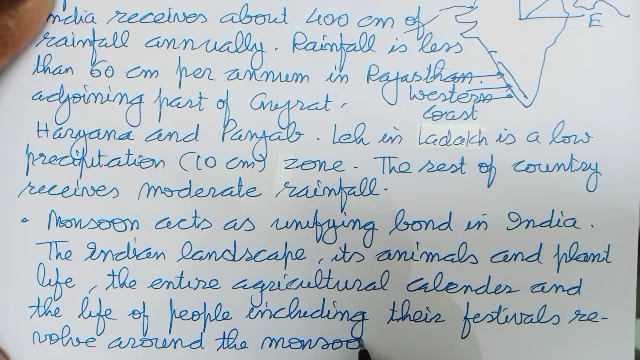 India receives about 400 cm of
rainfall annually. Rainfall is less
than 60 cm per annum in Rajasthan.
adjoining part of Gujrat.
Western
coast
E
Haryana and Panjab. Leh in Ladakh is a low
precipitation (10 cm) zone. The rest of country
receives moderate rainfall.
• Monsoon acts as unifying bond in India.
The Indian landscape, its animals and plant
life, the entire agricultural calender and
the life of people including their festivals re-
volve around the monsoo